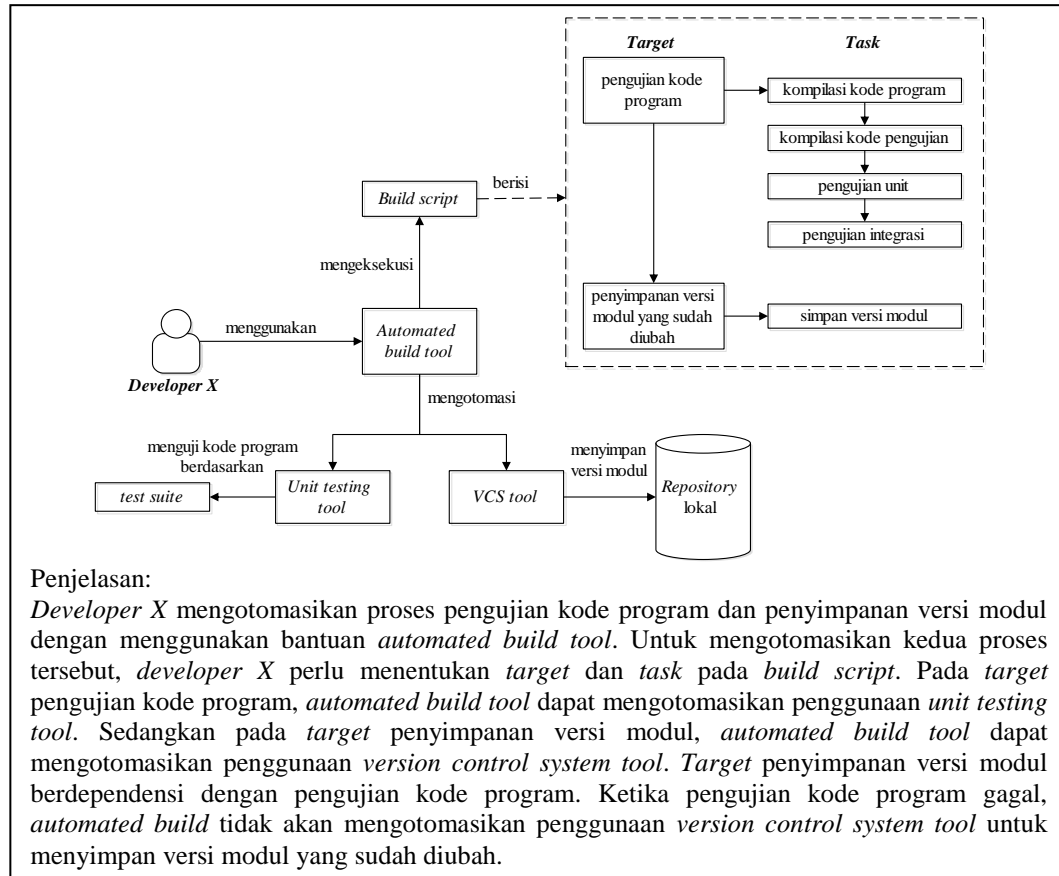 Target
Task
pengujian kode
program
kompilasi kode program
kompilasi kode pengujian
pengujian unit
pengujian integrasi
penyimpanan versi
modul yang sudah
diubah
simpan versi modul
berisi
Build script
mengeksekusi
menggunakan
Automated
build tool
Developer X
mengotomasi
menguji kode program
berdasarkan
test suite
Unit testing
tool
VCS tool
menyimpan
versi modul
Repository
lokal
Penjelasan:
Developer X mengotomasikan proses pengujian kode program dan penyimpanan versi modul
dengan menggunakan bantuan automated build tool. Untuk mengotomasikan kedua proses
tersebut, developer X perlu menentukan target dan task pada build script. Pada target
pengujian kode program, automated build tool dapat mengotomasikan penggunaan unit testing
tool. Sedangkan pada target penyimpanan versi modul, automated build tool dapat
mengotomasikan penggunaan version control system tool. Target penyimpanan versi modul
berdependensi dengan pengujian kode program. Ketika pengujian kode program gagal,
automated build tidak akan mengotomasikan penggunaan version control system tool untuk
menyimpan versi modul yang sudah diubah.